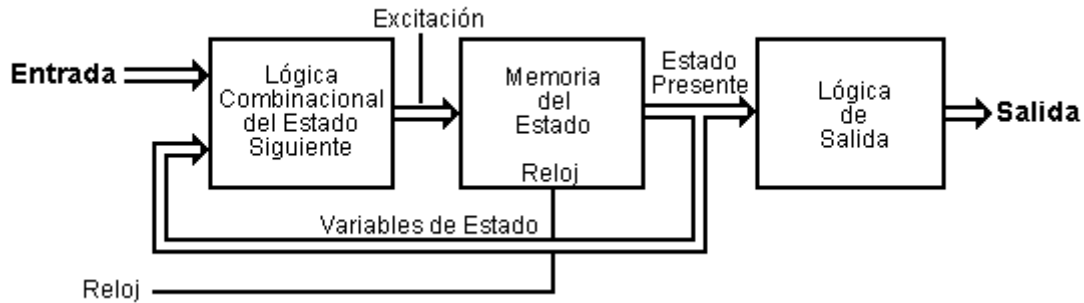 Excitación
Entrada
Lógica
Combinacional
del Estado
Siguiente
Memoria
del
Estado
Reloj
Estado
Presente
Lógica
de
Salida
Salida
Variables de Estado
Reloj